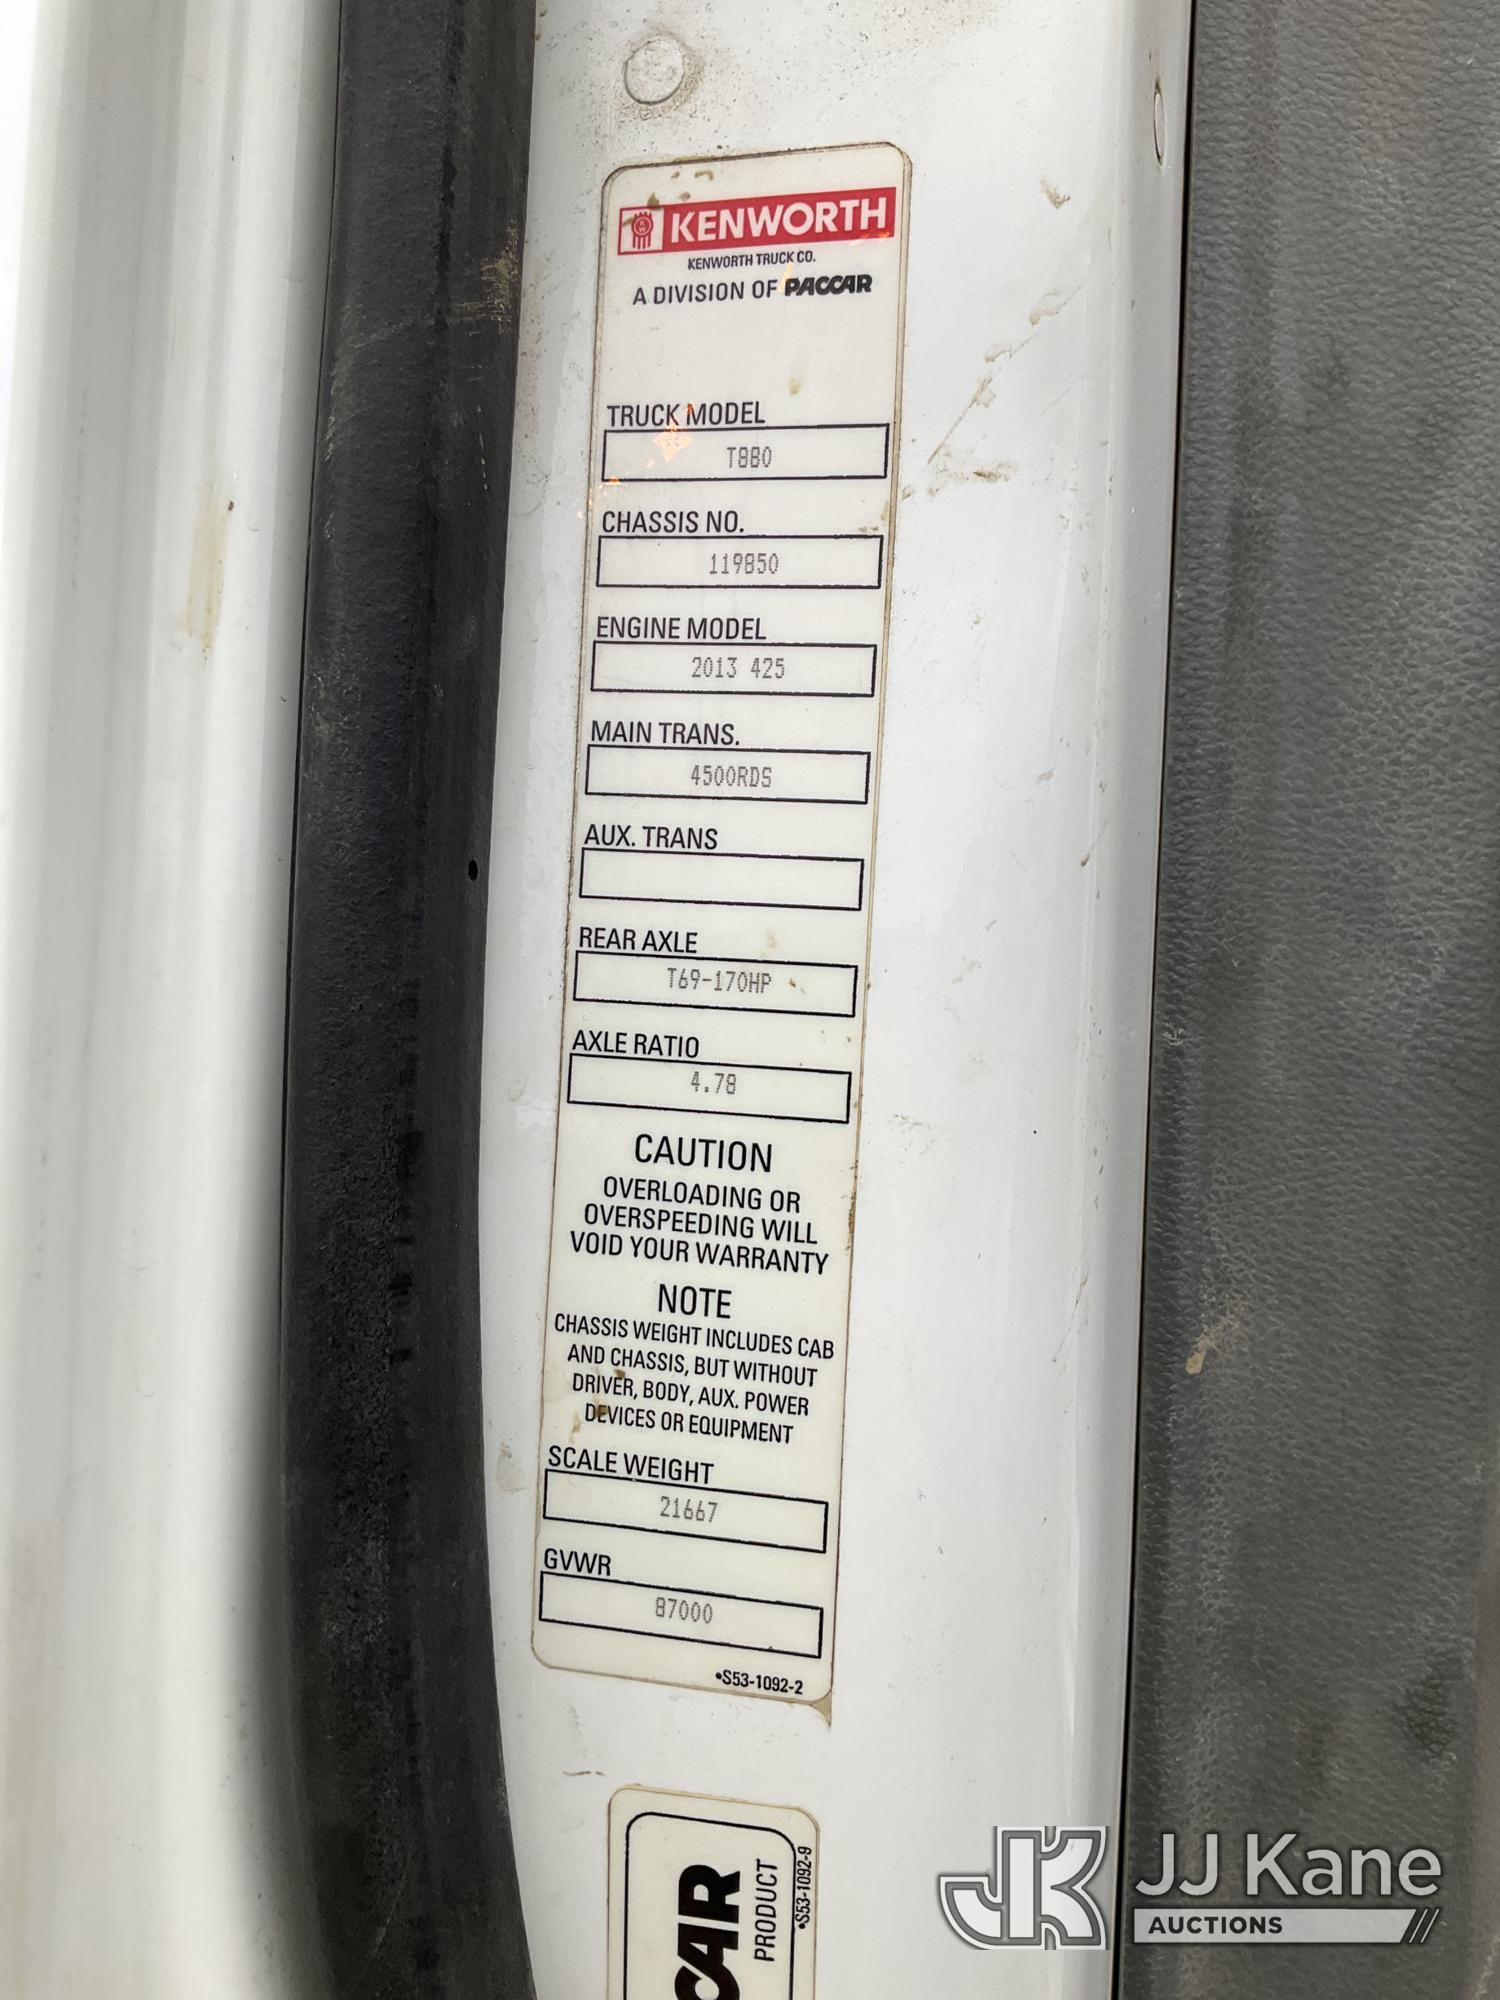 KENWORTH
KENWORTH TRUCK CO.
A DIVISION OF PACCAR
TRUCK MODEL
T880
CHASSIS NO.
119850
ENGINE MODEL
2013 425
MAIN TRANS.
4500RDS
AUX. TRANS
REAR AXLE
T69-170HP
AXLE RATIO
4.78
CAUTION
OVERLOADING OR
OVERSPEEDING WILL
VOID YOUR WARRANTY
NOTE
CHASSIS WEIGHT INCLUDES CAB
AND CHASSIS, BUT WITHOUT
DRIVER, BODY, AUX. POWER
DEVICES OR EQUIPMENT
SCALE WEIGHT
21667
GVWR
87000
•S53-1092-2
CAR
PRODUCT
•S53-1092-9
JK
JJ Kane
AUCTIONS